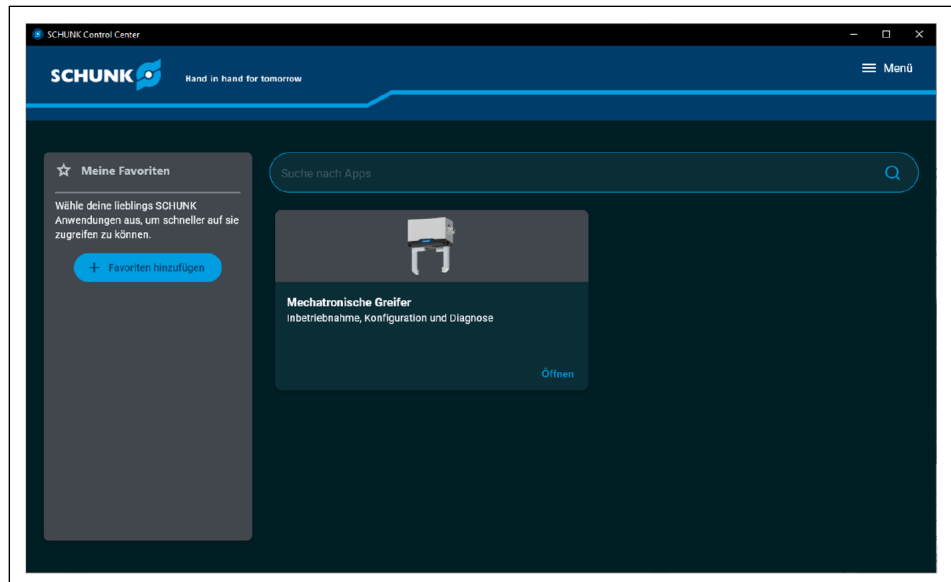 SCHUNK Control Center
SCHUNK
Hand in hand for tomorrow
Menü
Meine Favoriten
Wähle deine lieblings SCHUNK
Anwendungen aus, um schneller auf sie
zugreifen zu können.
+ Favoriten hinzufügen
Suche nach Apps
Mechatronische Greifer
Inbetriebnahme, Konfiguration und Diagnose
Öffnen